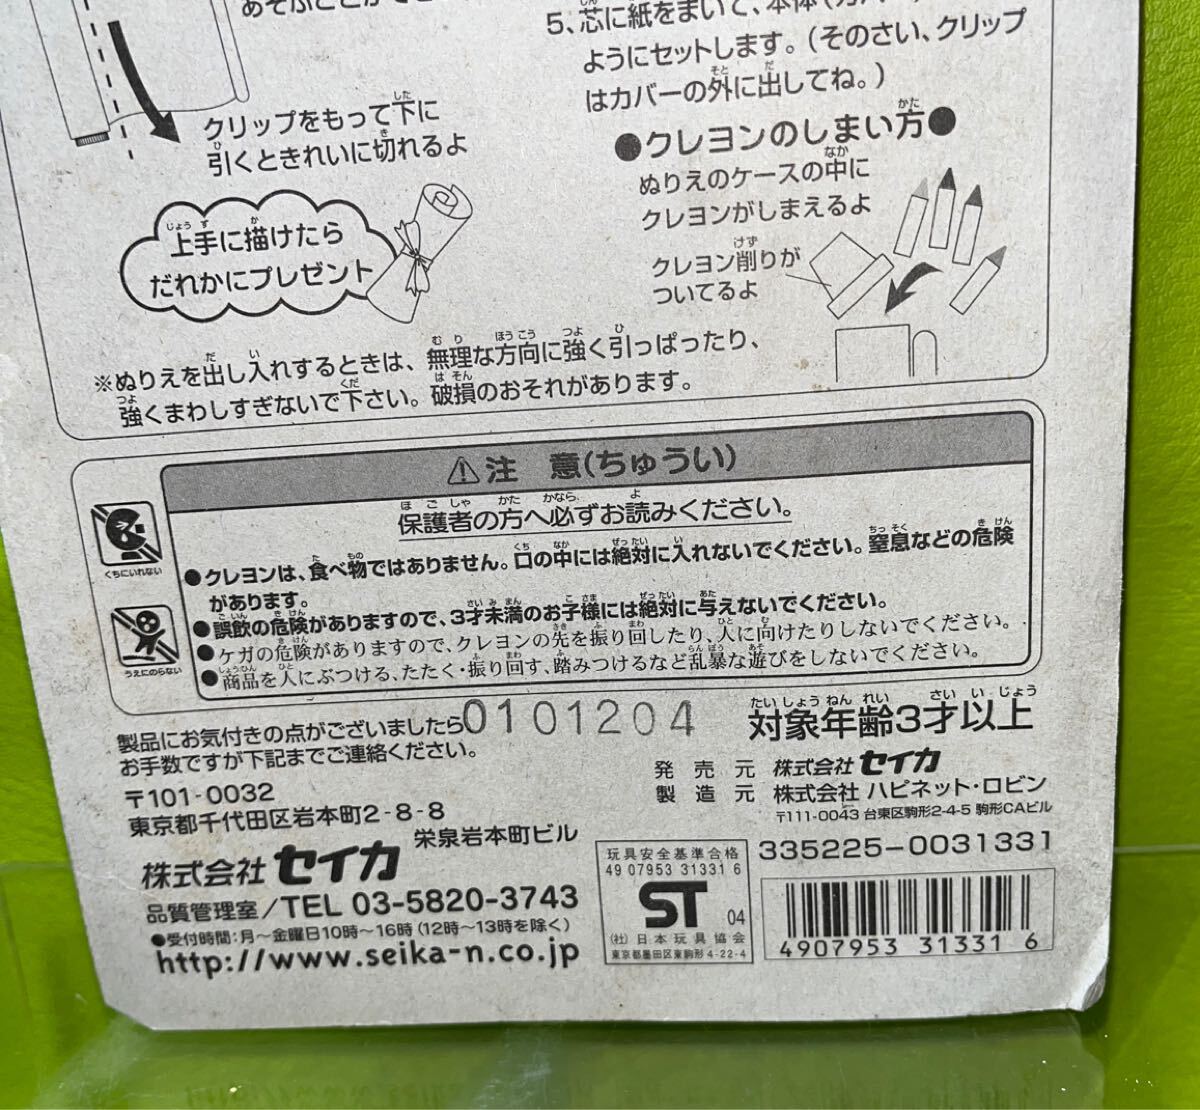 5、芯に紙をまいて、本体
ようにセットします。(そのさい、クリップ
はカバーの外に出してね。)
クリップをもって下に
引くときれいに切れるよ
上手に描けたら
だれかにプレゼント
●クレヨンのしまい方●
ぬりえのケースの中に
クレヨンがしまえるよ
クレヨン削りが
ついてるよ
※ぬりえを出し入れするときは、無理な方向に強く引っぱったり、
強くまわしすぎないで下さい。破損のおそれがあります。
⚠注 意(ちゅうい)
保護者の方へ必ずお読みください。
くちにいれない
うえにのらない
●クレヨンは、食べ物ではありません。口の中には絶対に入れないでください。窒息などの危険
があります。
●誤飲の危険がありますので、3才未満のお子様には絶対に与えないでください。
●ケガの危険がありますので、クレヨンの先を振り回したり、人に向けたりしないでください。
●商品を人にぶつける、たたく・振り回す、踏みつけるなど乱暴な遊びをしないでください。
製品にお気付きの点がございましたら
お手数ですが下記までご連絡ください。
0101204
対象年齢3才以上
〒101-0032
東京都千代田区岩本町2-8-8
栄泉岩本町ビル
株式会社 セイカ
品質管理室/TEL 03-5820-3743
●受付時間:月~金曜日10時~16時(12時~13時を除く)
http://www.seika-n.co.jp
発 売 元 株式会社 セイカ
製 造 元 株式会社 ハピネット・ロビン
〒111-0043 台東区駒形2-4-5 駒形CAビル
335225-0031331
玩具安全基準合格
49 07953 31331 6
ST 04
(社)日本玩具協会
東京都墨田区東駒形4-22-4
4907953 31331 6